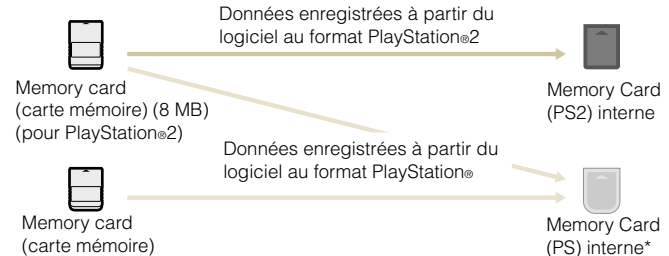 Données enregistrées à partir du
logiciel au format PlayStation®2
Memory card
(carte mémoire) (8 MB)
(pour PlayStation®2)
Memory Card
(PS2) interne
Données enregistrées à partir du
logiciel au format PlayStation®
Memory card
(carte mémoire)
Memory Card
(PS) interne*